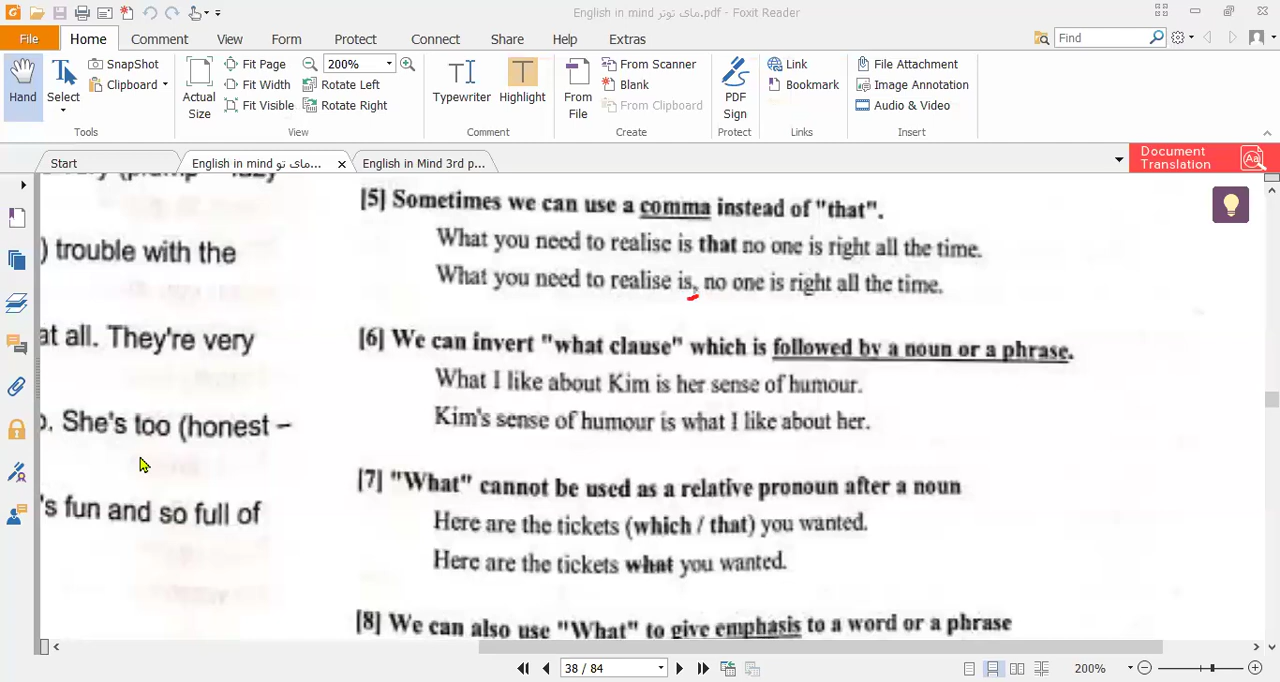 English in mind ماى توتر.pdf - Foxit Reader
File Home Comment View Form Protect Connect Share Help Extras
Find
Hand
Select
SnapShot
Clipboard
Tools
Actual
Size
Fit Page
Fit Width
Fit Visible
200%
Rotate Left
Rotate Right
View
Typewriter
Highlight
Comment
From
File
From Scanner
Blank
From Clipboard
Create
PDF
Sign
Protect
Link
Bookmark
Links
File Attachment
Image Annotation
Audio & Video
Insert
Start
English in mind ماى تو...
English in Mind 3rd p...
Document
Translation
) trouble with the
at all. They're very
. She's too (honest –
's fun and so full of
[5] Sometimes we can use a comma instead of "that".
What you need to realise is that no one is right all the time.
What you need to realise is, no one is right all the time.
[6] We can invert "what clause" which is followed by a noun or a phrase.
What I like about Kim is her sense of humour.
Kim's sense of humour is what I like about her.
[7] "What" cannot be used as a relative pronoun after a noun
Here are the tickets (which / that) you wanted.
Here are the tickets what you wanted.
[8] We can also use "What" to give emphasis to a word or a phrase
38 / 84
200%